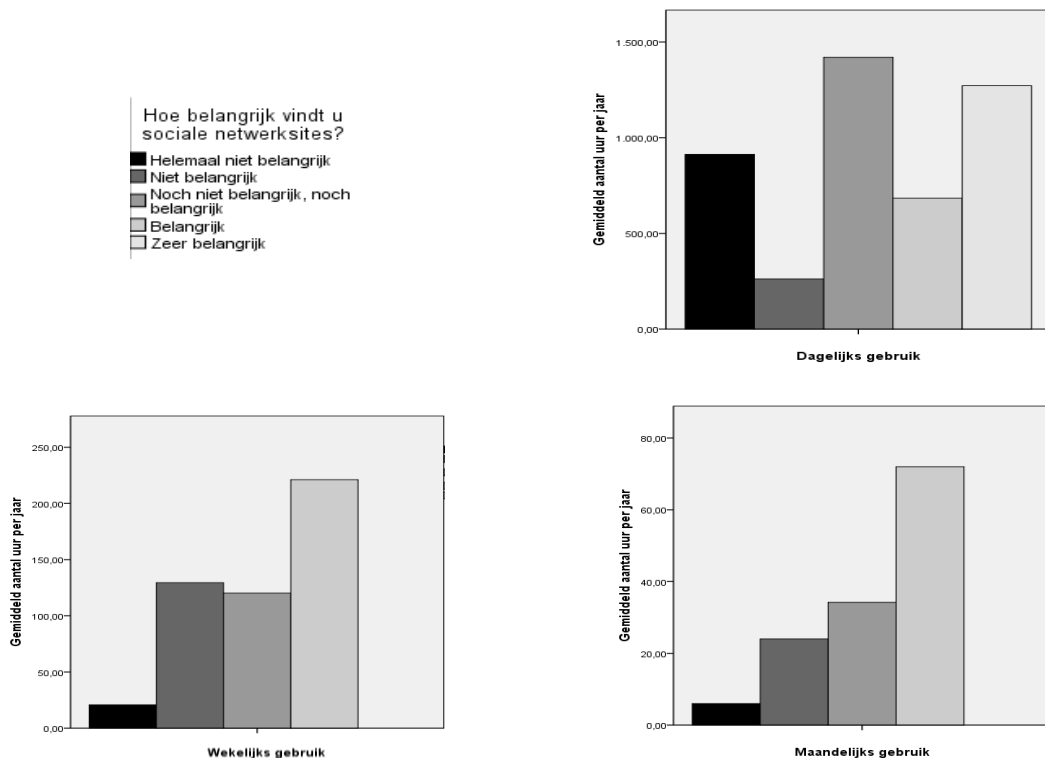 Hoe belangrijk vindt u
sociale netwerksites?
Helemaal niet belangrijk
Niet belangrijk
Noch niet belangrijk, noch
belangrijk
Belangrijk
Zeer belangrijk
Gemiddeld aantal uur per jaar
1.500,00
1.000,00
500,00
0,00
Dagelijks gebruik
Gemiddeld aantal uur per jaar
250,00
200,00
150,00
100,00
50,00
0,00
Wekelijks gebruik
Gemiddeld aantal uur per jaar
80,00
60,00
40,00
20,00
0,00
Maandelijks gebruik